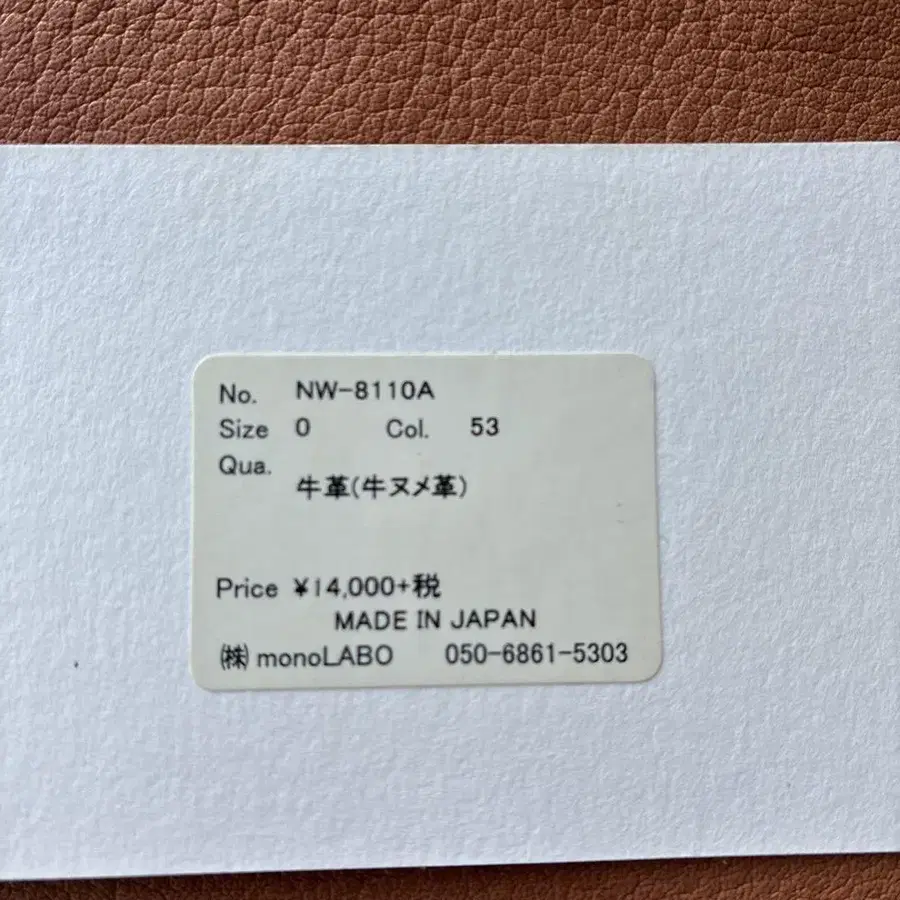 No. NW-8110A
Size 0 Col. 53
Qua.
牛革(牛ヌメ革)
Price ¥14,000+税
MADE IN JAPAN
㈱ monoLABO 050-6861-5303